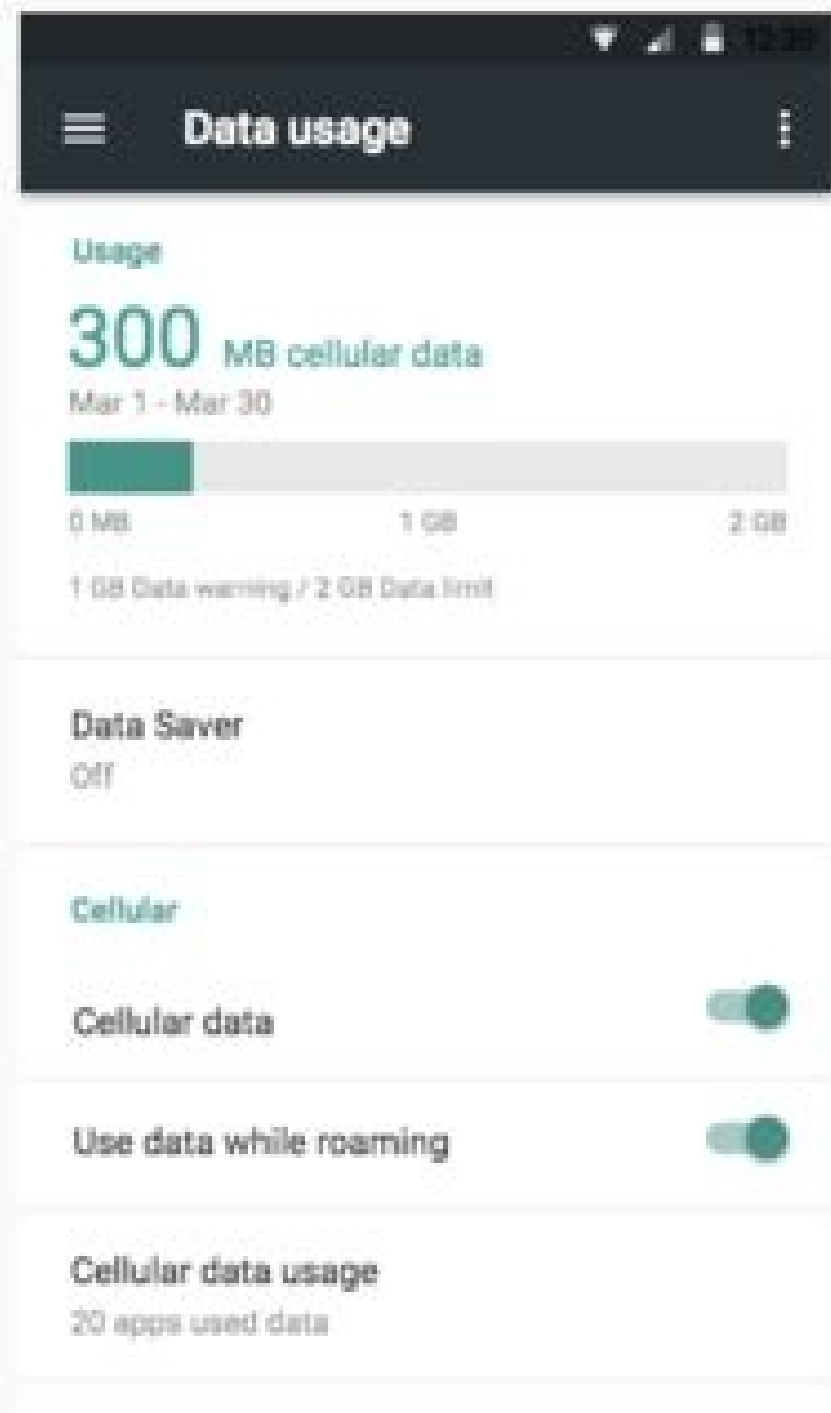 Data usage
Usage
300 MB cellular data
Mar 1 - Mar 30
0 MB 1 GB 2 GB
1 GB Data warning / 2 GB Data limit
Data Saver
Off
Cellular
Cellular data
Use data while roaming
Cellular data usage
20 apps used data